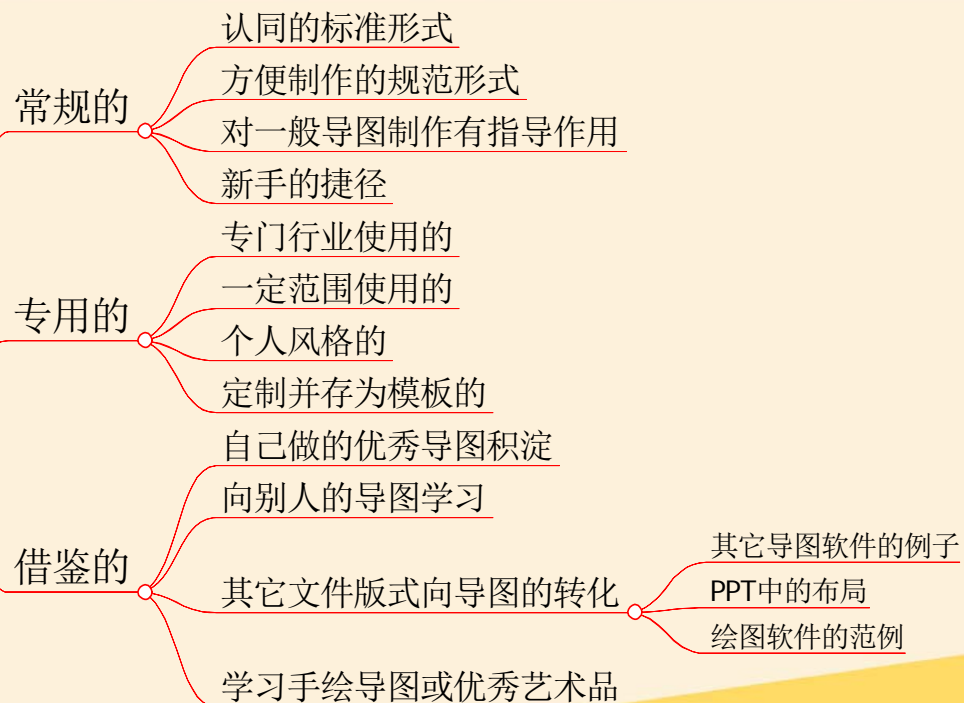 常规的
认同的标准形式
方便制作的规范形式
对一般导图制作有指导作用
新手的捷径
专用的
专门行业使用的
一定范围使用的
个人风格的
定制并存为模板的
借鉴的
自己做的优秀导图积淀
向别人的导图学习
其它文件版式向导图的转化
其它导图软件的例子
PPT中的布局
绘图软件的范例
学习手绘导图或优秀艺术品